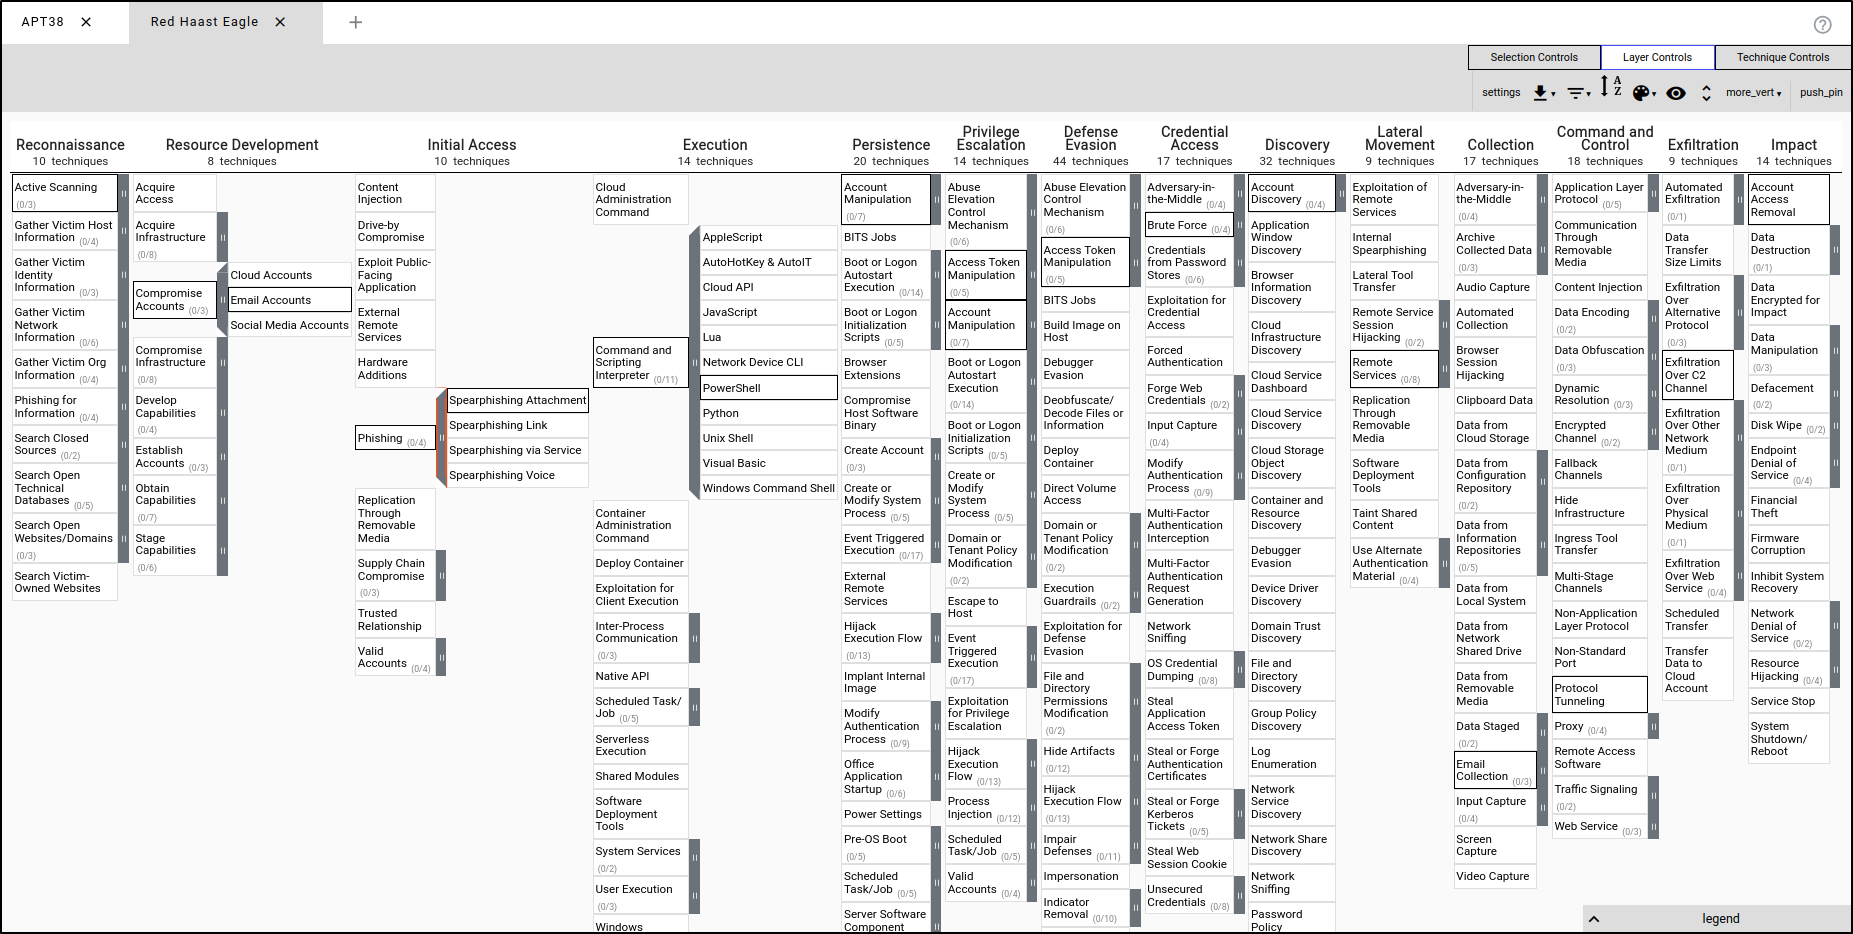 APT38
Red Haast Eagle
Selection Controls
Layer Controls
Technique Controls
settings
A
Z
more_vert
push_pin
Reconnaissance
10 techniques
Active Scanning
(0/3)
Gather Victim Host
Information (0/4)
Gather Victim
Identity
Information (0/3)
Gather Victim
Network
Information (0/6)
Gather Victim Org
Information (0/4)
Phishing for
Information (0/4)
Search Closed
Sources (0/2)
Search Open
Technical
Databases (0/5)
Search Open
Websites/Domains
(0/3)
Search Victim-
Owned Websites
Resource Development
8 techniques
Acquire
Access
Acquire
Infrastructure
(0/8)
Compromise
Accounts (0/3)
Cloud Accounts
Email Accounts
Social Media Accounts
Compromise
Infrastructure
(0/8)
Develop
Capabilities
(0/4)
Establish
Accounts (0/3)
Obtain
Capabilities
(0/7)
Stage
Capabilities
(0/6)
Initial Access
10 techniques
Content
Injection
Drive-by
Compromise
Exploit Public-
Facing
Application
External
Remote
Services
Hardware
Additions
Phishing (0/4)
Spearphishing Attachment
Spearphishing Link
Spearphishing via Service
Spearphishing Voice
Replication
Through
Removable
Media
Supply Chain
Compromise
(0/3)
Trusted
Relationship
Valid
Accounts (0/4)
Execution
14 techniques
Cloud
Administration
Command
Command and
Scripting
Interpreter (0/11)
AppleScript
AutoHotKey & AutoIT
Cloud API
JavaScript
Lua
Network Device CLI
PowerShell
Python
Unix Shell
Visual Basic
Windows Command Shell
Container
Administration
Command
Deploy Container
Exploitation for
Client Execution
Inter-Process
Communication
(0/3)
Native API
Scheduled Task/
Job (0/5)
Serverless
Execution
Shared Modules
Software
Deployment
Tools
System Services
(0/2)
User Execution
(0/3)
Windows
Persistence
20 techniques
Account
Manipulation
(0/7)
BITS Jobs
Boot or Logon
Autostart
Execution (0/14)
Boot or Logon
Initialization
Scripts (0/5)
Browser
Extensions
Compromise
Host Software
Binary
Create Account
(0/3)
Create or
Modify System
Process (0/5)
Event Triggered
Execution (0/17)
External
Remote
Services
Hijack
Execution Flow
(0/13)
Implant Internal
Image
Modify
Authentication
Process (0/9)
Office
Application
Startup (0/6)
Power Settings
Pre-OS Boot
(0/5)
Scheduled
Task/Job (0/5)
Server Software
Component
Privilege
Escalation
14 techniques
Abuse
Elevation
Control
Mechanism
(0/6)
Access Token
Manipulation
(0/5)
Account
Manipulation
(0/7)
Boot or Logon
Autostart
Execution
(0/14)
Boot or Logon
Initialization
Scripts (0/5)
Create or
Modify
System
Process (0/5)
Domain or
Tenant Policy
Modification
(0/2)
Escape to
Host
Event
Triggered
Execution
(0/17)
Exploitation
for Privilege
Escalation
Hijack
Execution
Flow (0/13)
Process
Injection (0/12)
Scheduled
Task/Job (0/5)
Valid
Accounts (0/4)
Defense
Evasion
44 techniques
Abuse Elevation
Control
Mechanism
(0/6)
Access Token
Manipulation
(0/5)
BITS Jobs
Build Image on
Host
Debugger
Evasion
Deobfuscate/
Decode Files or
Information
Deploy
Container
Direct Volume
Access
Domain or
Tenant Policy
Modification
(0/2)
Execution
Guardrails (0/2)
Exploitation for
Defense
Evasion
File and
Directory
Permissions
Modification
(0/2)
Hide Artifacts
(0/12)
Hijack
Execution Flow
(0/13)
Impair
Defenses (0/11)
Impersonation
Indicator
Removal (0/10)
Credential
Access
17 techniques
Adversary-in-
the-Middle (0/4)
Brute Force (0/4)
Credentials
from Password
Stores (0/6)
Exploitation for
Credential
Access
Forced
Authentication
Forge Web
Credentials (0/2)
Input Capture
(0/4)
Modify
Authentication
Process (0/9)
Multi-Factor
Authentication
Interception
Multi-Factor
Authentication
Request
Generation
Network
Sniffing
OS Credential
Dumping (0/8)
Steal
Application
Access Token
Steal or Forge
Authentication
Certificates
Steal or Forge
Kerberos
Tickets (0/5)
Steal Web
Session Cookie
Unsecured
Credentials (0/8)
Discovery
32 techniques
Account
Discovery (0/4)
Application
Window
Discovery
Browser
Information
Discovery
Cloud
Infrastructure
Discovery
Cloud Service
Dashboard
Cloud Service
Discovery
Cloud Storage
Object
Discovery
Container and
Resource
Discovery
Debugger
Evasion
Device Driver
Discovery
Domain Trust
Discovery
File and
Directory
Discovery
Group Policy
Discovery
Log
Enumeration
Network
Service
Discovery
Network Share
Discovery
Network
Sniffing
Password
Policy
Lateral
Movement
9 techniques
Exploitation of
Remote
Services
Internal
Spearphishing
Lateral Tool
Transfer
Remote Service
Session
Hijacking (0/2)
Remote
Services (0/8)
Replication
Through
Removable
Media
Software
Deployment
Tools
Taint Shared
Content
Use Alternate
Authentication
Material (0/4)
Collection
17 techniques
Adversary-in-
the-Middle
(0/4)
Archive
Collected Data
(0/3)
Audio Capture
Automated
Collection
Browser
Session
Hijacking
Clipboard Data
Data from
Cloud Storage
Data from
Configuration
Repository
(0/2)
Data from
Information
Repositories
(0/5)
Data from
Local System
Data from
Network
Shared Drive
Data from
Removable
Media
Data Staged
(0/2)
Email
Collection (0/3)
Input Capture
(0/4)
Screen
Capture
Video Capture
Command and
Control
18 techniques
Application Layer
Protocol (0/5)
Communication
Through
Removable
Media
Content Injection
Data Encoding
(0/2)
Data Obfuscation
(0/3)
Dynamic
Resolution (0/3)
Encrypted
Channel (0/2)
Fallback
Channels
Hide
Infrastructure
Ingress Tool
Transfer
Multi-Stage
Channels
Non-Application
Layer Protocol
Non-Standard
Port
Protocol
Tunneling
Proxy (0/4)
Remote Access
Software
Traffic Signaling
(0/2)
Web Service (0/3)
Exfiltration
9 techniques
Automated
Exfiltration
(0/1)
Data
Transfer
Size Limits
Exfiltration
Over
Alternative
Protocol
(0/3)
Exfiltration
Over C2
Channel
Exfiltration
Over Other
Network
Medium
(0/1)
Exfiltration
Over
Physical
Medium
(0/1)
Exfiltration
Over Web
Service (0/4)
Scheduled
Transfer
Transfer
Data to
Cloud
Account
Impact
14 techniques
Account
Access
Removal
Data
Destruction
(0/1)
Data
Encrypted for
Impact
Data
Manipulation
(0/3)
Defacement
(0/2)
Disk Wipe (0/2)
Endpoint
Denial of
Service (0/4)
Financial
Theft
Firmware
Corruption
Inhibit System
Recovery
Network
Denial of
Service (0/2)
Resource
Hijacking (0/4)
Service Stop
System
Shutdown/
Reboot
legend